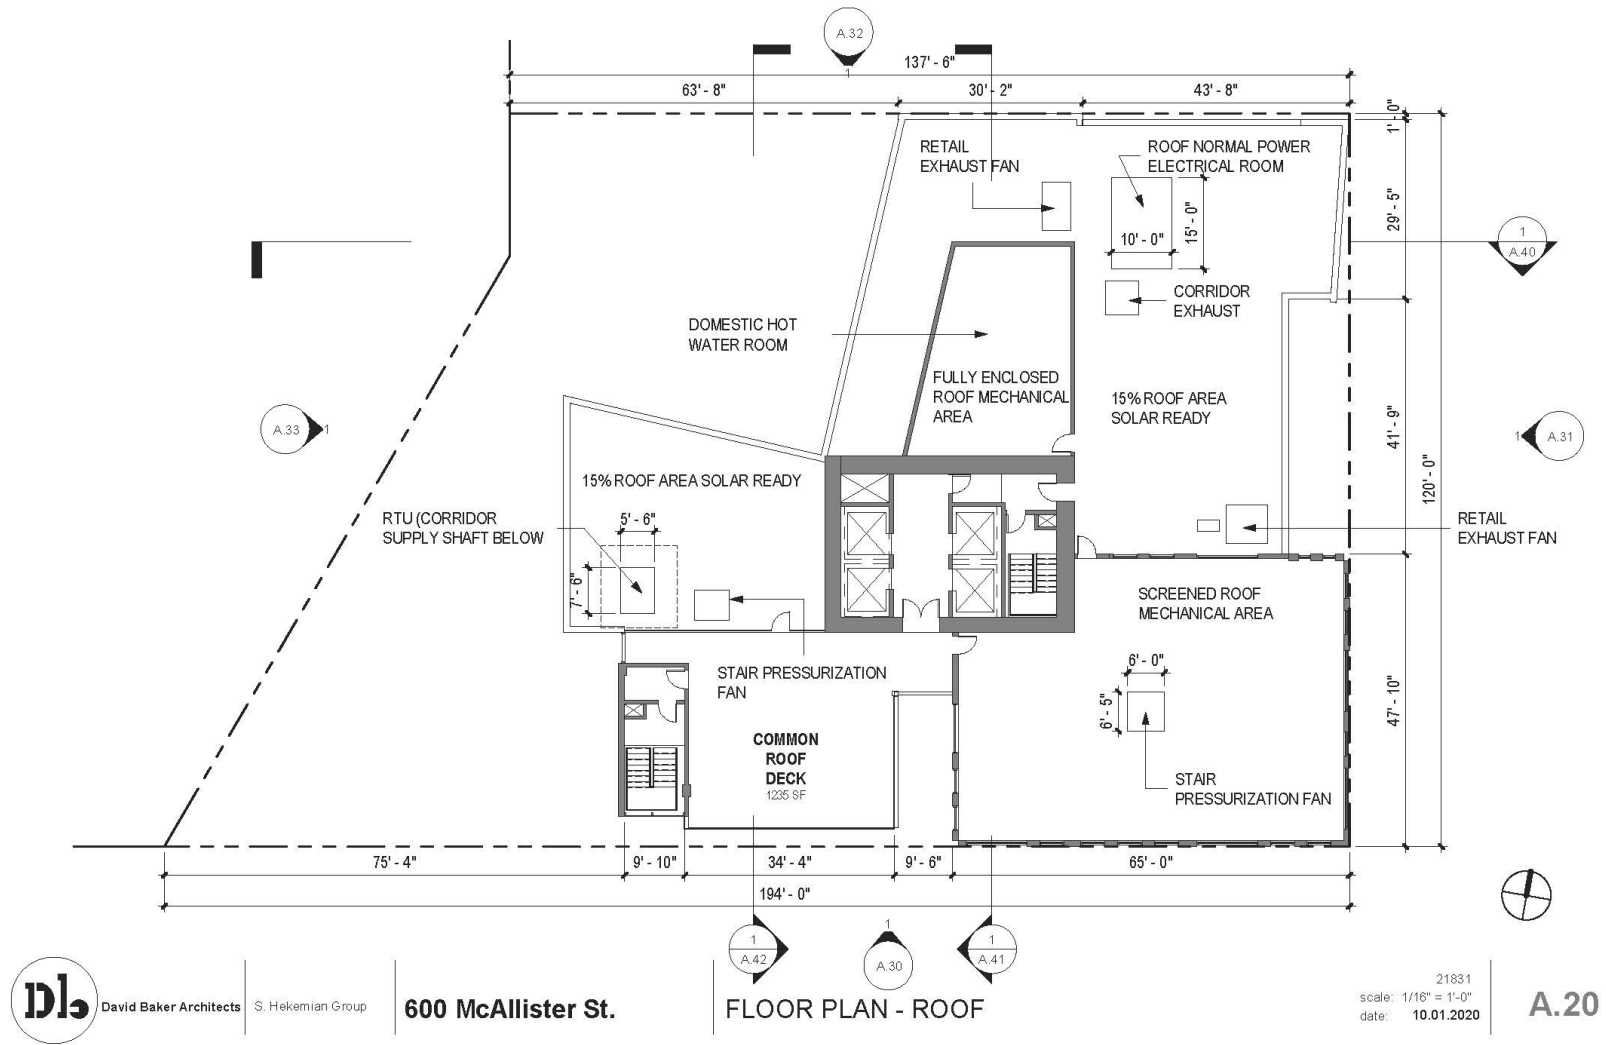 A.32
1
137' - 6"
63' - 8"
30' - 2"
43' - 8"
1' - 0"
RETAIL
EXHAUST FAN
ROOF NORMAL POWER
ELECTRICAL ROOM
29' - 5"
15' - 0"
10' - 0"
1
A.40
CORRIDOR
EXHAUST
DOMESTIC HOT
WATER ROOM
FULLY ENCLOSED
ROOF MECHANICAL
AREA
15% ROOF AREA
SOLAR READY
A.33
1
41' - 9"
1
A.31
120' - 0"
15% ROOF AREA SOLAR READY
RTU (CORRIDOR
SUPPLY SHAFT BELOW
5' - 6"
7' - 6"
RETAIL
EXHAUST FAN
SCREENED ROOF
MECHANICAL AREA
STAIR PRESSURIZATION
FAN
6' - 0"
6' - 5"
47' - 10"
COMMON
ROOF
DECK
1235 SF
STAIR
PRESSURIZATION FAN
75' - 4"
9' - 10"
34' - 4"
9' - 6"
65' - 0"
194' - 0"
1
A.42
1
A.30
1
A.41
Db
David Baker Architects
S. Hekemian Group
600 McAllister St.
FLOOR PLAN - ROOF
21831
scale: 1/16" = 1'-0"
date: 10.01.2020
A.20